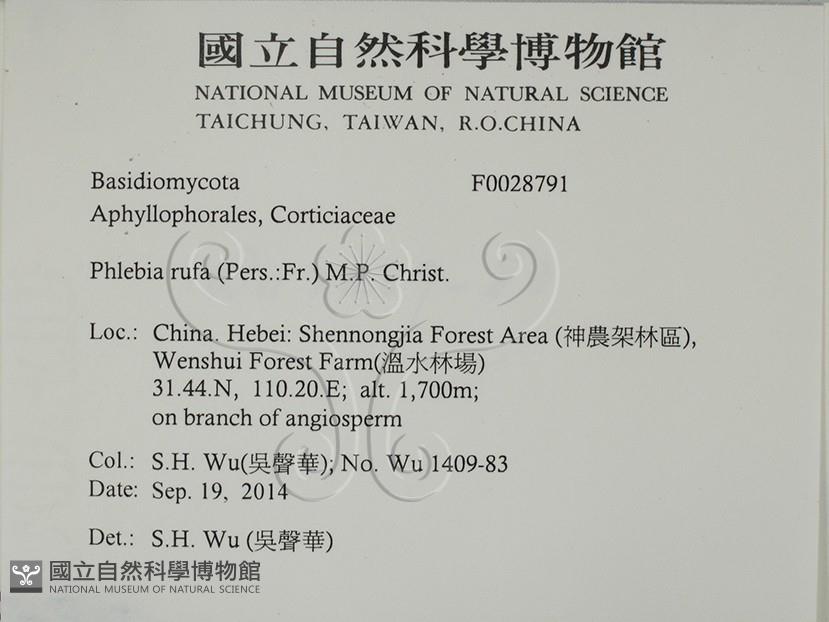 國立自然科學博物館
NATIONAL MUSEUM OF NATURAL SCIENCE
TAICHUNG, TAIWAN, R.O.CHINA
Basidiomycota F0028791
Aphyllophorales, Corticiaceae
Phlebia rufa (Pers.:Fr.) M.P. Christ.
Loc.: China. Hebei: Shennongjia Forest Area (神農架林區),
Wenshui Forest Farm(溫水林場)
31.44.N, 110.20.E; alt. 1,700m;
on branch of angiosperm
Col.: S.H. Wu(吳聲華); No. Wu 1409-83
Date: Sep. 19, 2014
Det.: S.H. Wu (吳聲華)
國立自然科學博物館
NATIONAL MUSEUM OF NATURAL SCIENCE